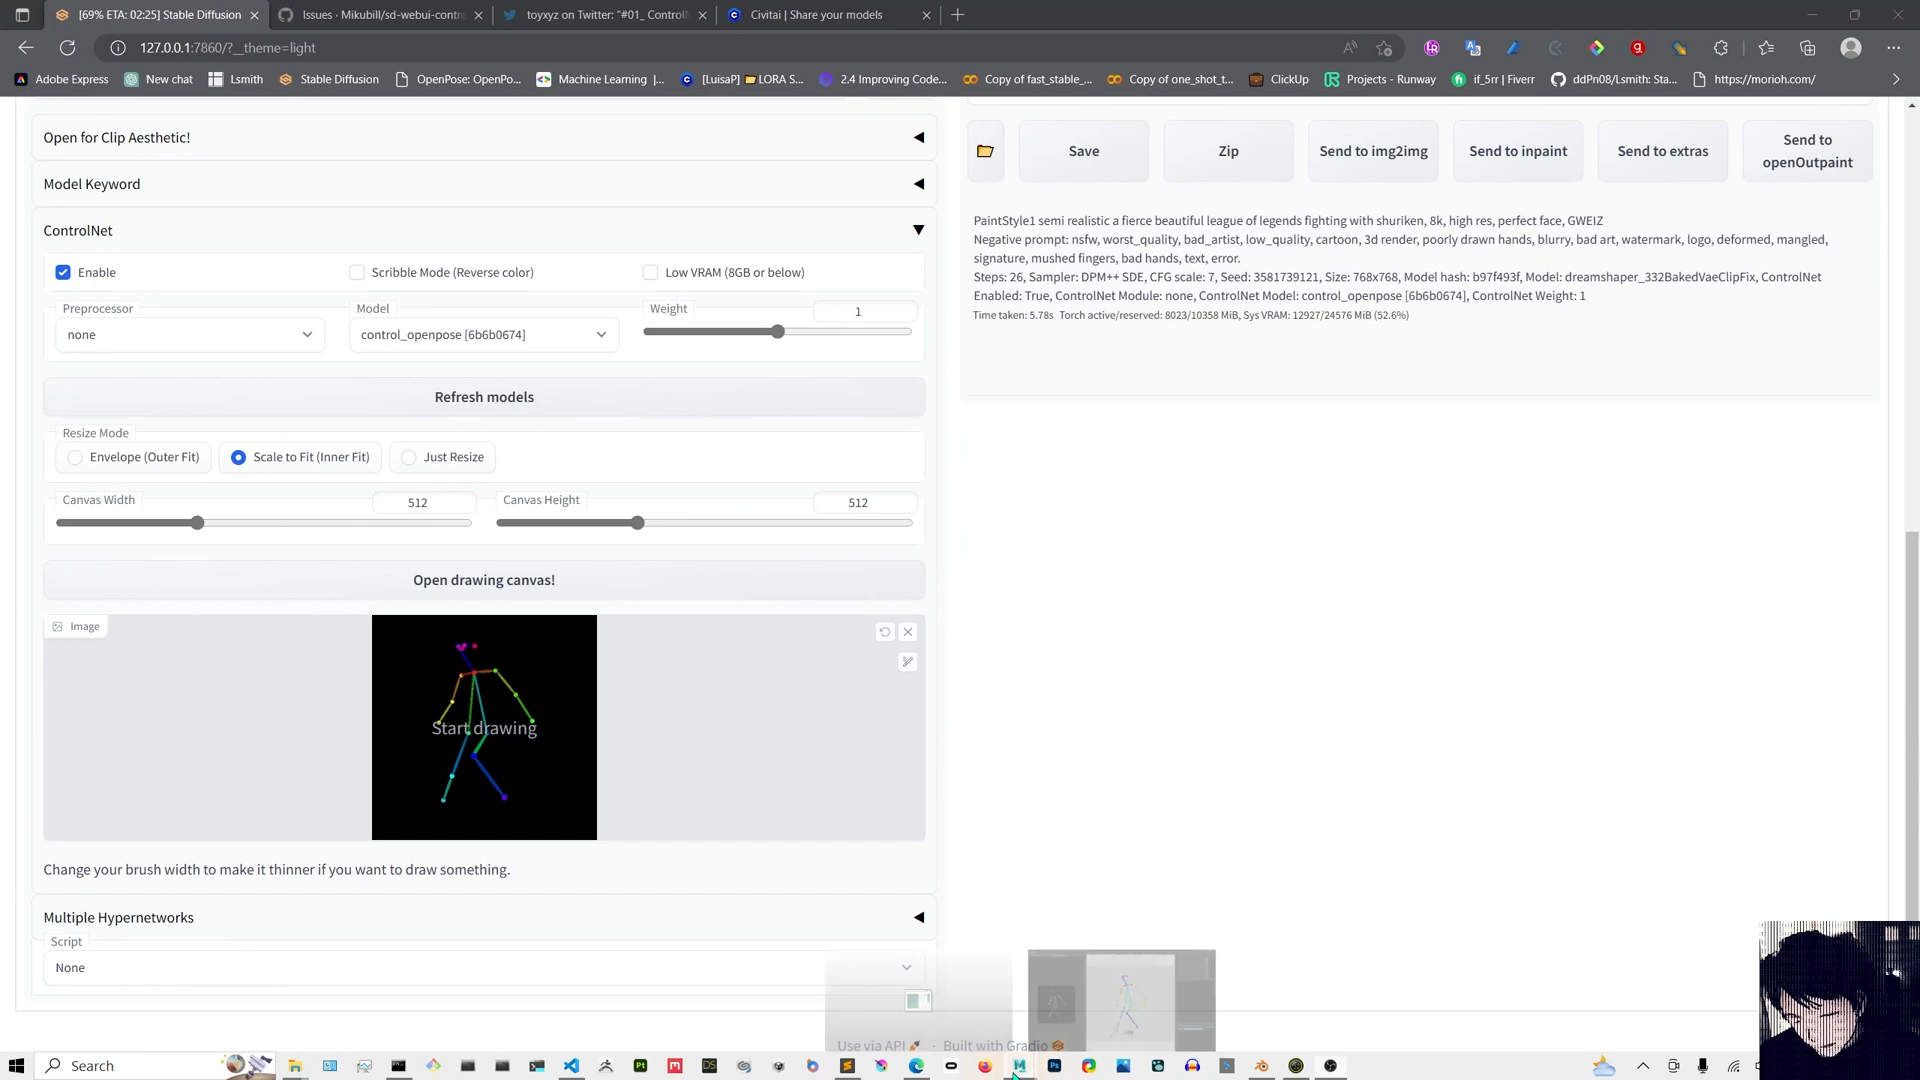 [69% ETA: 02:25] Stable Diffusion
Issues · Mikubill/sd-webui-contro
toyxyz on Twitter: "#01_ ControlN
Civitai | Share your models
127.0.0.1:7860/?__theme=light
Adobe Express
New chat
Lsmith
Stable Diffusion
OpenPose: OpenPo...
Machine Learning |...
[LuisaP] LORA S...
2.4 Improving Code...
Copy of fast_stable_...
Copy of one_shot_t...
ClickUp
Projects - Runway
if_5rr | Fiverr
ddPn08/Lsmith: Sta...
https://morioh.com/
Open for Clip Aesthetic!
Model Keyword
ControlNet
Enable
Scribble Mode (Reverse color)
Low VRAM (8GB or below)
Preprocessor
none
Model
control_openpose [6b6b0674]
Weight
1
Refresh models
Resize Mode
Envelope (Outer Fit)
Scale to Fit (Inner Fit)
Just Resize
Canvas Width
512
Canvas Height
512
Open drawing canvas!
Image
Start drawing
Change your brush width to make it thinner if you want to draw something.
Multiple Hypernetworks
Script
None
Save
Zip
Send to img2img
Send to inpaint
Send to extras
Send to
openOutpaint
PaintStyle1 semi realistic a fierce beautiful league of legends fighting with shuriken, 8k, high res, perfect face, GWEIZ
Negative prompt: nsfw, worst_quality, bad_artist, low_quality, cartoon, 3d render, poorly drawn hands, blurry, bad art, watermark, logo, deformed, mangled,
signature, mushed fingers, bad hands, text, error.
Steps: 26, Sampler: DPM++ SDE, CFG scale: 7, Seed: 3581739121, Size: 768x768, Model hash: b97f493f, Model: dreamshaper_332BakedVaeClipFix, ControlNet
Enabled: True, ControlNet Module: none, ControlNet Model: control_openpose [6b6b0674], ControlNet Weight: 1
Time taken: 5.78s Torch active/reserved: 8023/10358 MiB, Sys VRAM: 12927/24576 MiB (52.6%)
Use via API · Built with Gradio
Search